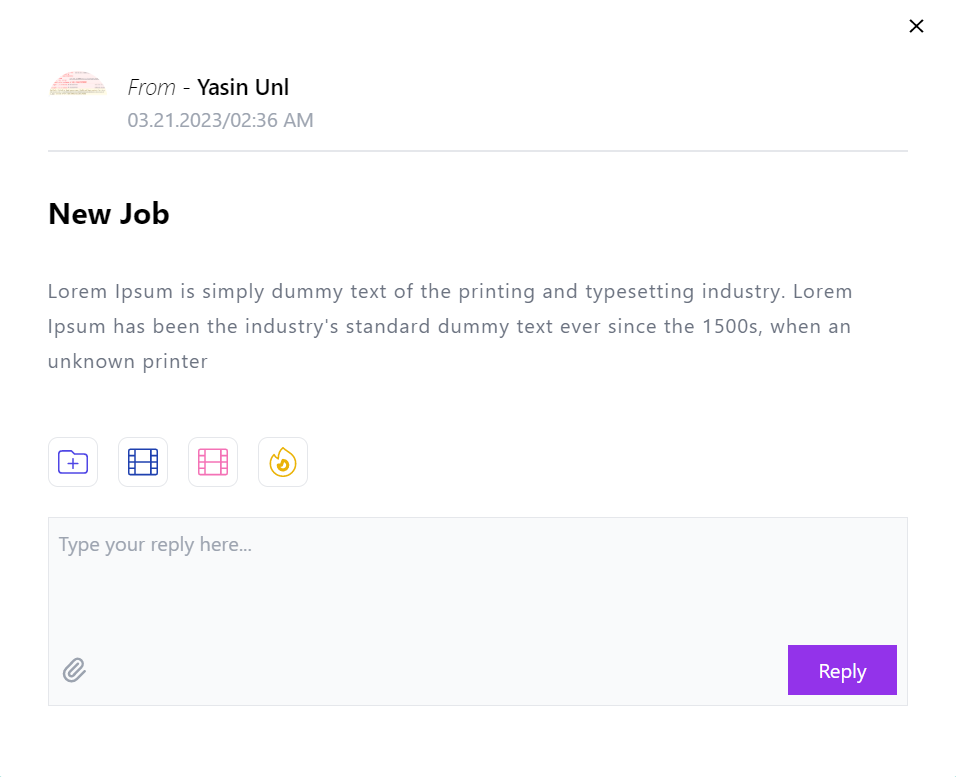 From - Yasin Unl
03.21.2023/02:36 AM
New Job
Lorem Ipsum is simply dummy text of the printing and typesetting industry. Lorem
Ipsum has been the industry's standard dummy text ever since the 1500s, when an
unknown printer
Type your reply here...
Reply